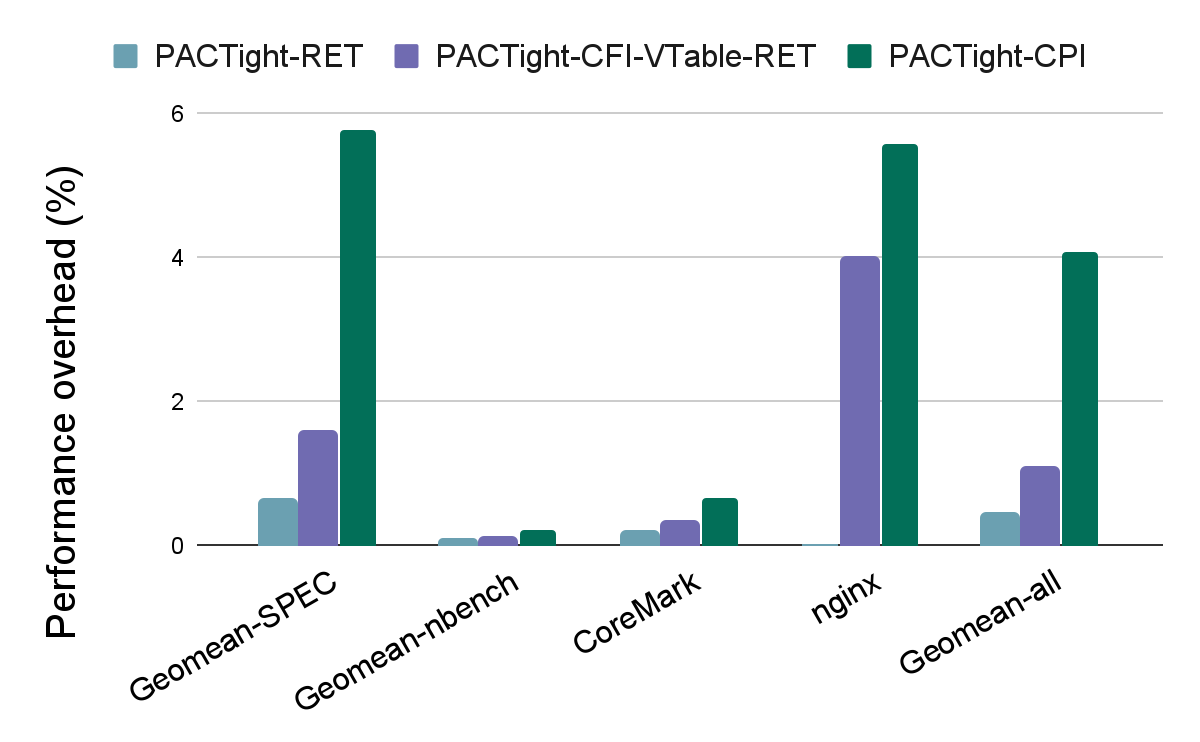 PACTight-RET PACTight-CFI-VTable-RET PACTight-CPI
Performance overhead (%)
6
4
2
0
Geomean-SPEC
Geomean-nbench
CoreMark
nginx
Geomean-all